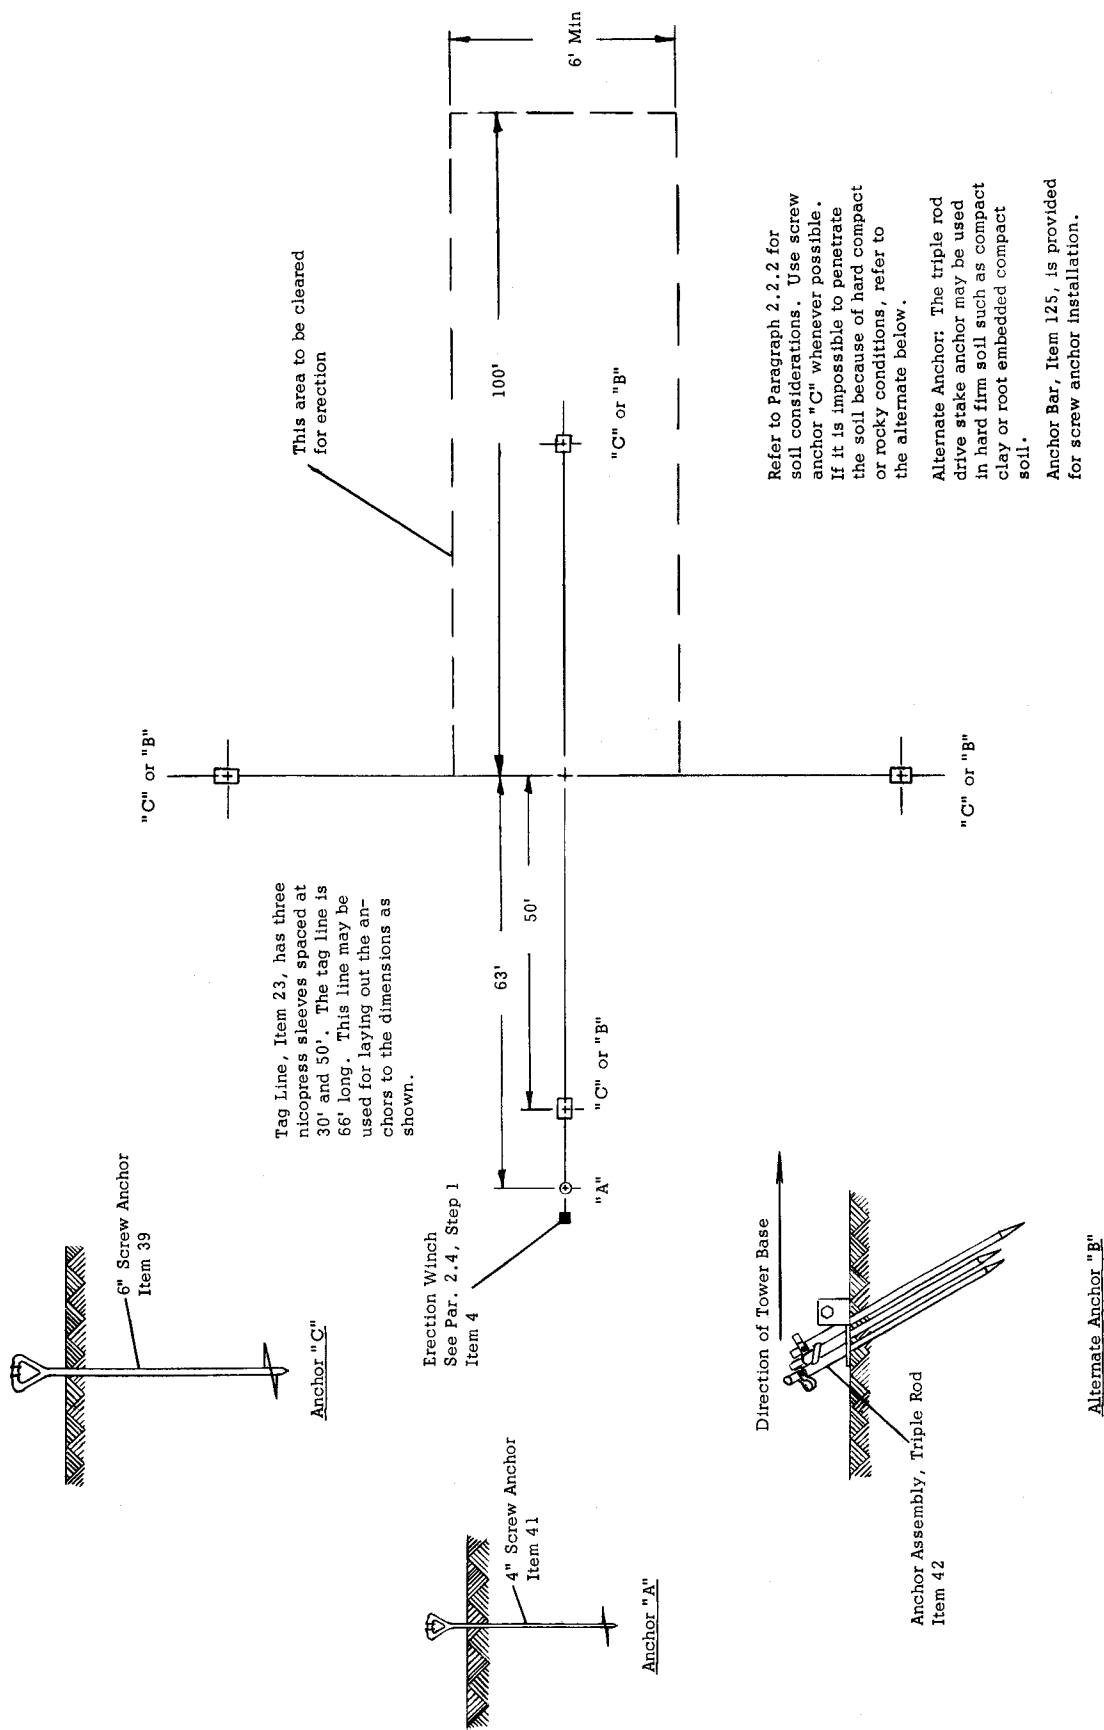 6" Screw Anchor
Item 39
Anchor "C"
4" Screw Anchor
Item 41
Anchor "A"
Tag Line, Item 23, has three
nicopress sleeves spaced at
30' and 50'. The tag line is
66' long. This line may be
used for laying out the an-
chors to the dimensions as
shown.
Erection Winch
See Par. 2.4, Step 1
Item 4
"A"
"C" or "B"
63'
50'
"C" or "B"
"C" or "B"
"C" or "B"
This area to be cleared
for erection
100'
6' Min
Direction of Tower Base
Anchor Assembly, Triple Rod
Item 42
Alternate Anchor "B"
Refer to Paragraph 2.2.2 for
soil considerations. Use screw
anchor "C" whenever possible.
If it is impossible to penetrate
the soil because of hard compact
or rocky conditions, refer to
the alternate below.
Alternate Anchor: The triple rod
drive stake anchor may be used
in hard firm soil such as compact
clay or root embedded compact
soil.
Anchor Bar, Item 125, is provided
for screw anchor installation.